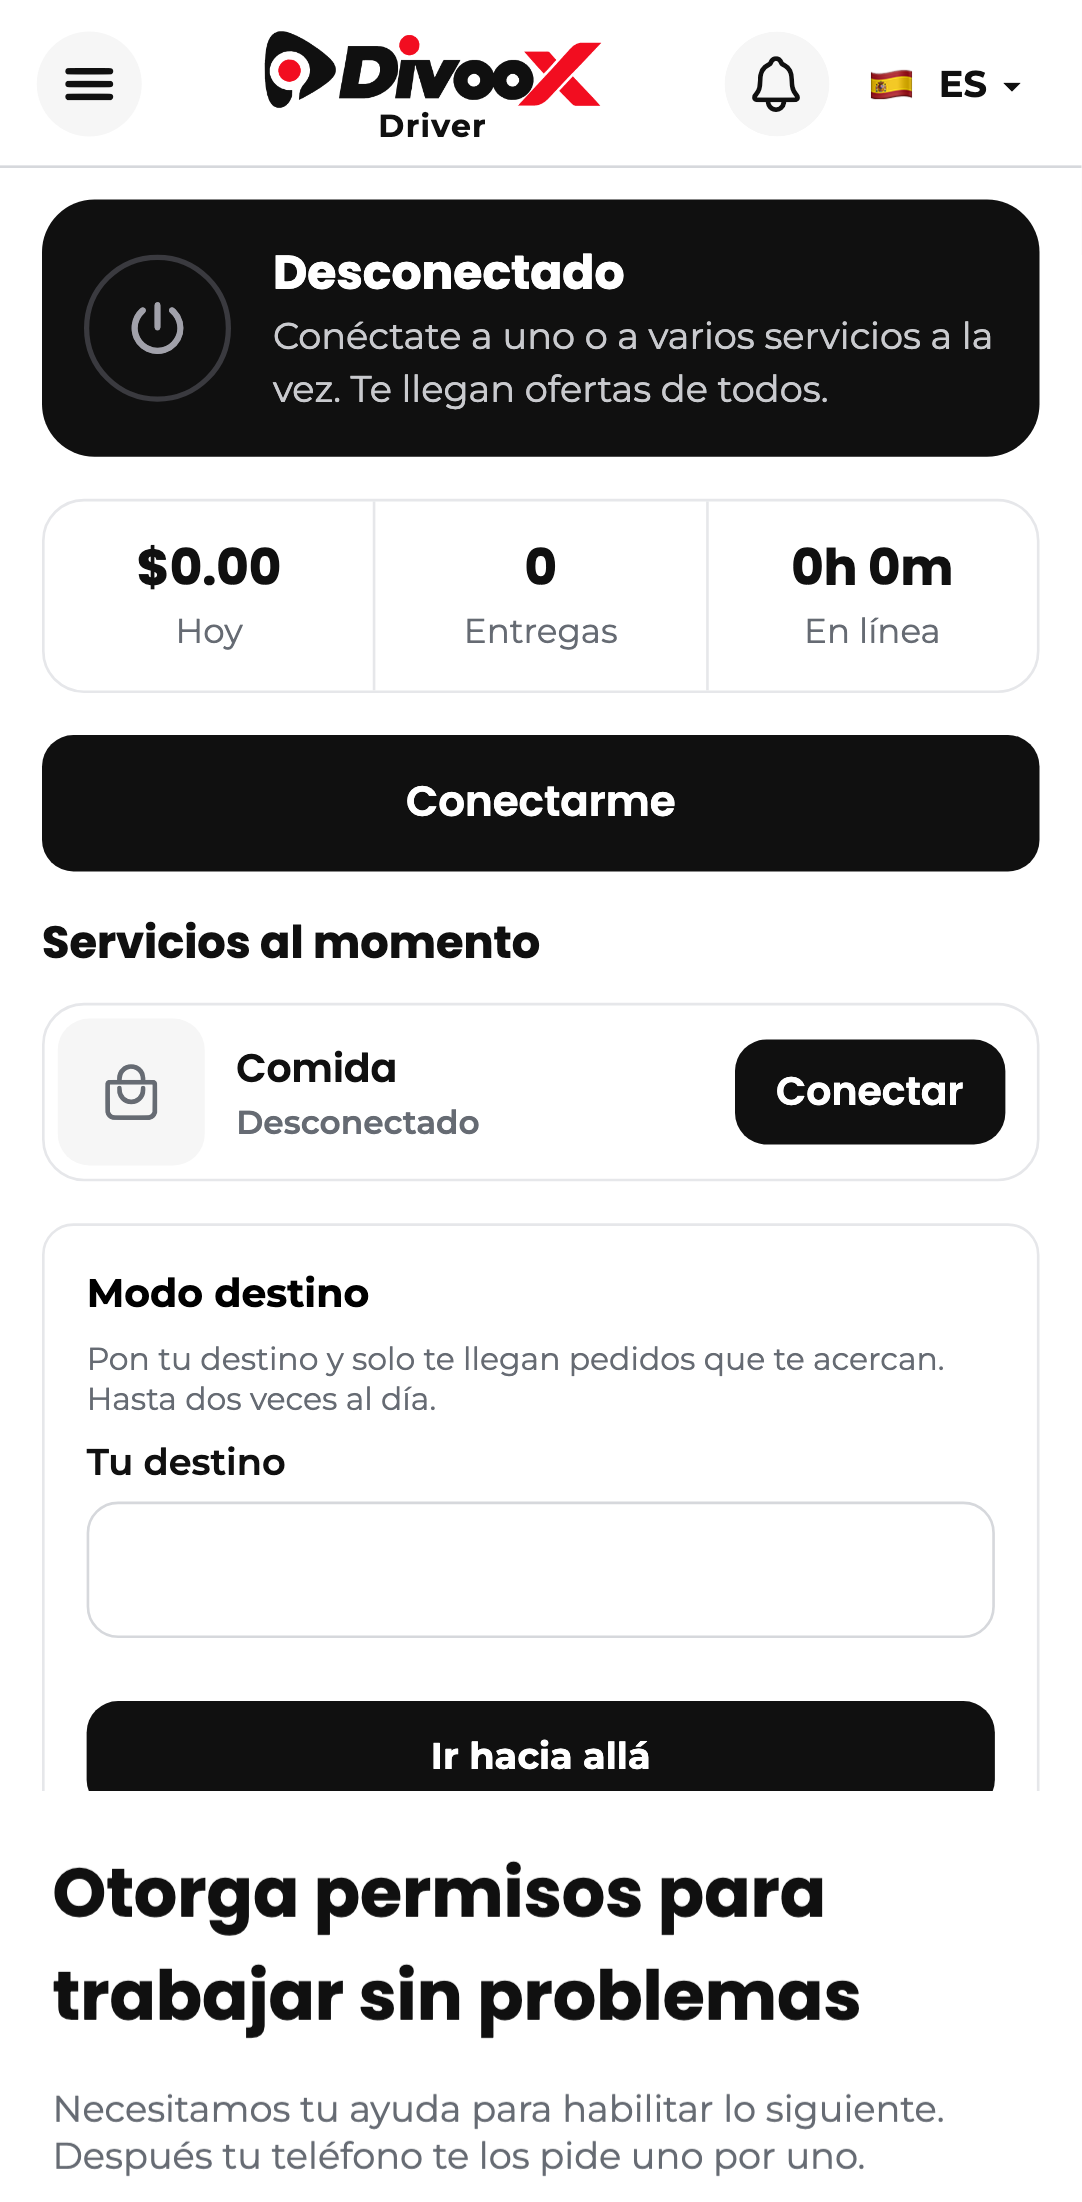 DivooX
Driver
ES
Desconectado
Conéctate a uno o a varios servicios a la
vez. Te llegan ofertas de todos.
$0.00
Hoy
0
Entregas
0h 0m
En línea
Conectarme
Servicios al momento
Comida
Desconectado
Conectar
Modo destino
Pon tu destino y solo te llegan pedidos que te acercan.
Hasta dos veces al día.
Tu destino
Ir hacia allá
Otorga permisos para
trabajar sin problemas
Necesitamos tu ayuda para habilitar lo siguiente.
Después tu teléfono te los pide uno por uno.